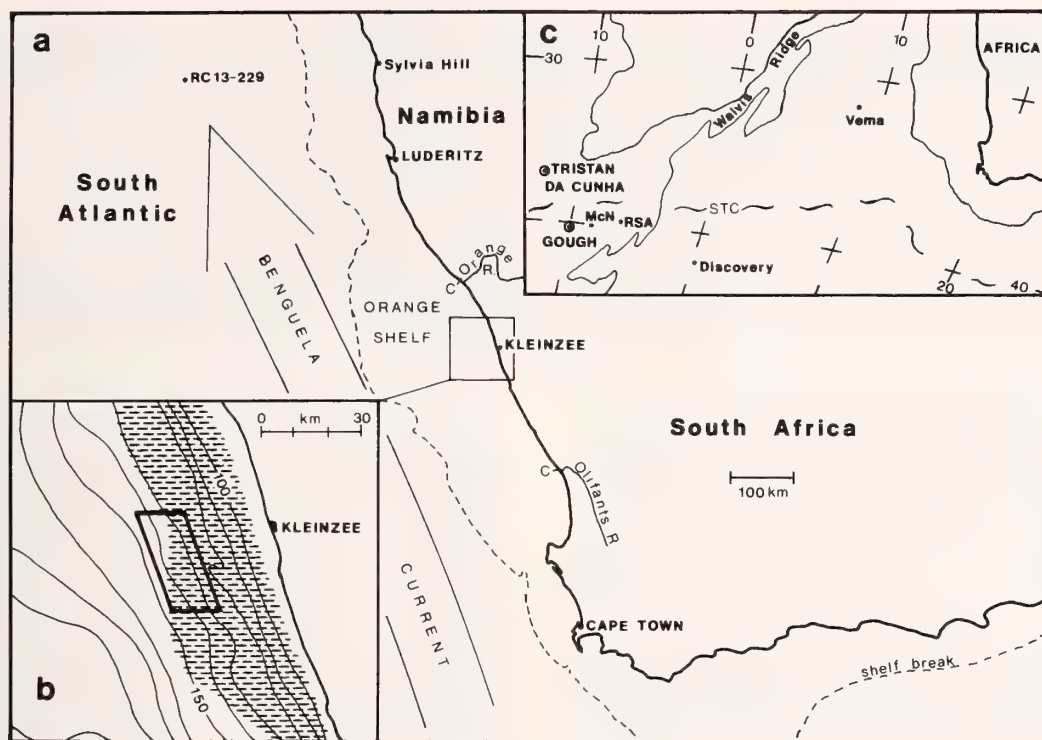 a
RC13-229
Sylvia Hill
Namibia
LUDERITZ
South
Atlantic
BENGUELA
C
Orange
R.
ORANGE
SHELF
KLEINZEE
South Africa
100 km
C
Olifants R
CURRENT
CAPE TOWN
shelf break
b
0 km 30
100
KLEINZEE
150
c
10
0
10
30
AFRICA
Walvis
Ridge
Vema
TRISTAN
DA CUNHA
STC
McN
RSA
GOUGH
Discovery
20
40